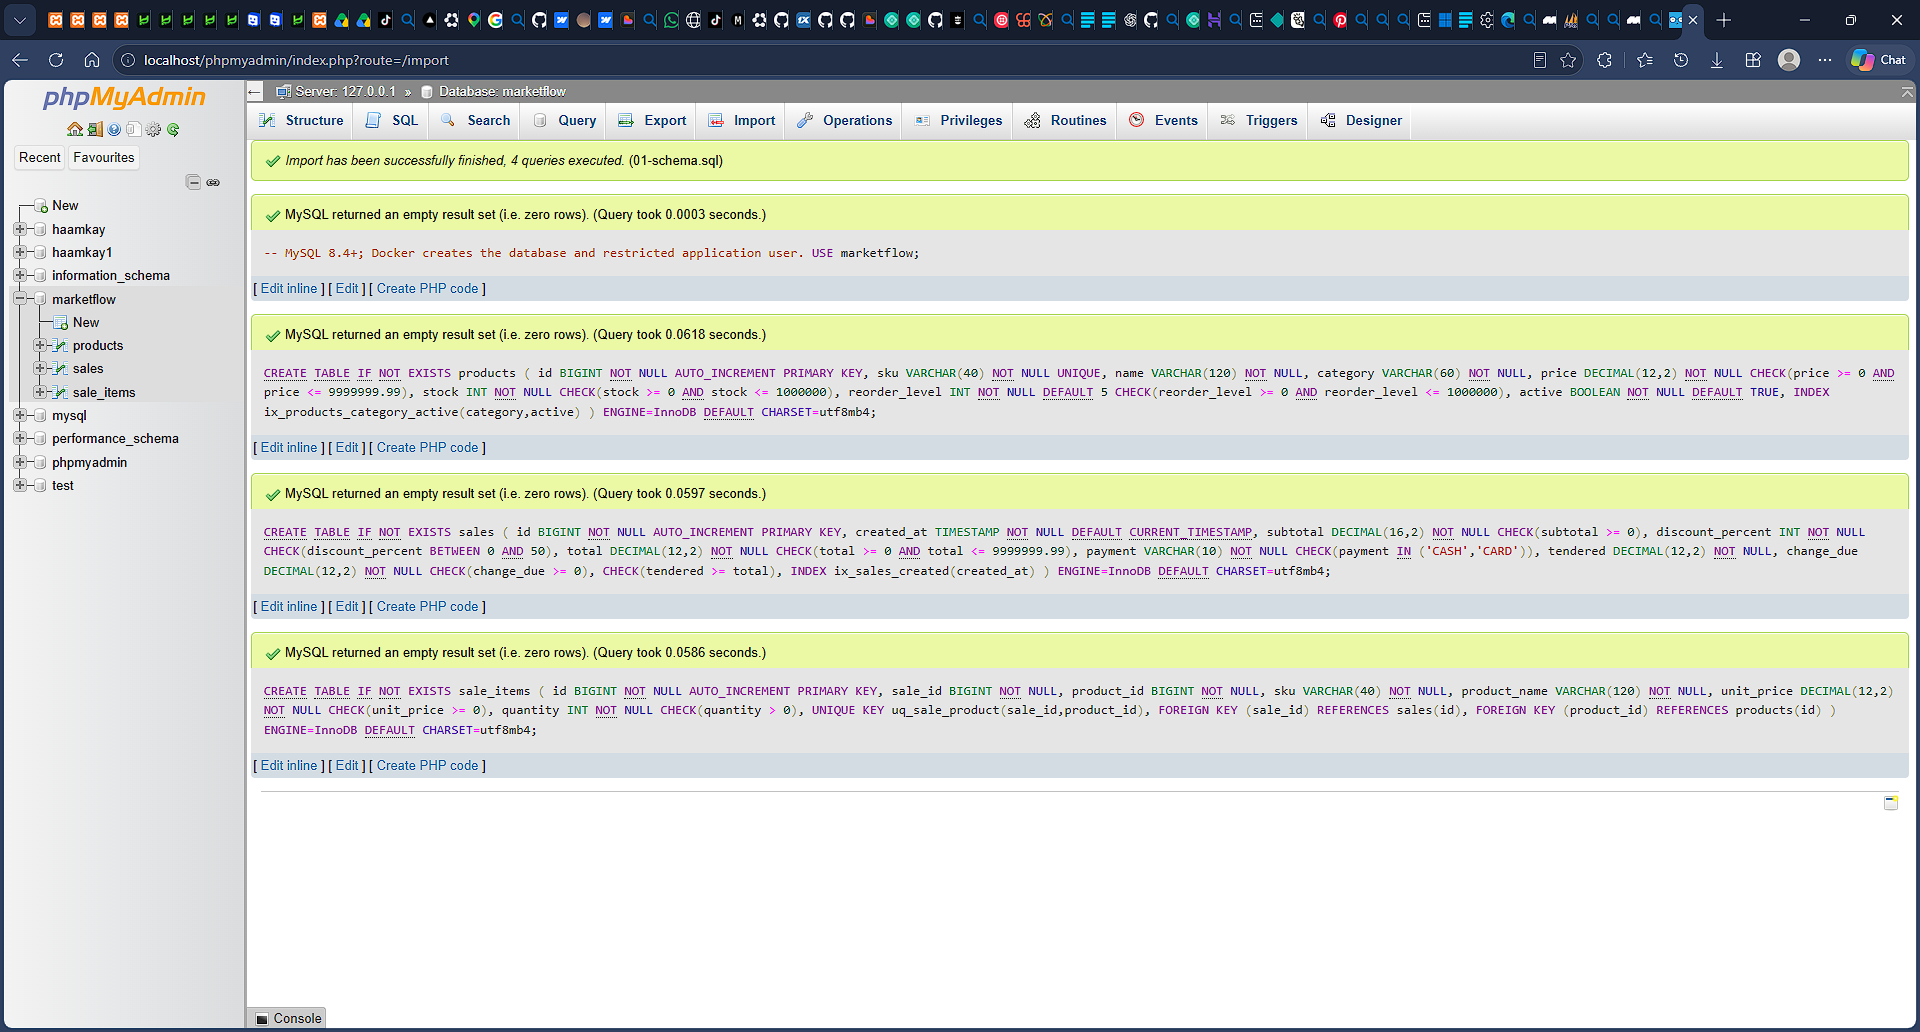 localhost/phpmyadmin/index.php?route=/import
Chat
phpMyAdmin
Recent
Favourites
New
haamkay
haamkay1
information_schema
marketflow
New
products
sales
sale_items
mysql
performance_schema
phpmyadmin
test
Server: 127.0.0.1 » Database: marketflow
Structure SQL Search Query Export Import Operations Privileges Routines Events Triggers Designer
Import has been successfully finished, 4 queries executed. (01-schema.sql)
MySQL returned an empty result set (i.e. zero rows). (Query took 0.0003 seconds.)
-- MySQL 8.4+; Docker creates the database and restricted application user. USE marketflow;
[ Edit inline ] [ Edit ] [ Create PHP code ]
MySQL returned an empty result set (i.e. zero rows). (Query took 0.0618 seconds.)
CREATE TABLE IF NOT EXISTS products ( id BIGINT NOT NULL AUTO_INCREMENT PRIMARY KEY, sku VARCHAR(40) NOT NULL UNIQUE, name VARCHAR(120) NOT NULL, category VARCHAR(60) NOT NULL, price DECIMAL(12,2) NOT NULL CHECK(price >= 0 AND
price <= 9999999.99), stock INT NOT NULL CHECK(stock >= 0 AND stock <= 1000000), reorder_level INT NOT NULL DEFAULT 5 CHECK(reorder_level >= 0 AND reorder_level <= 1000000), active BOOLEAN NOT NULL DEFAULT TRUE, INDEX
ix_products_category_active(category,active) ) ENGINE=InnoDB DEFAULT CHARSET=utf8mb4;
[ Edit inline ] [ Edit ] [ Create PHP code ]
MySQL returned an empty result set (i.e. zero rows). (Query took 0.0597 seconds.)
CREATE TABLE IF NOT EXISTS sales ( id BIGINT NOT NULL AUTO_INCREMENT PRIMARY KEY, created_at TIMESTAMP NOT NULL DEFAULT CURRENT_TIMESTAMP, subtotal DECIMAL(16,2) NOT NULL CHECK(subtotal >= 0), discount_percent INT NOT NULL
CHECK(discount_percent BETWEEN 0 AND 50), total DECIMAL(12,2) NOT NULL CHECK(total >= 0 AND total <= 9999999.99), payment VARCHAR(10) NOT NULL CHECK(payment IN ('CASH','CARD')), tendered DECIMAL(12,2) NOT NULL, change_due
DECIMAL(12,2) NOT NULL CHECK(change_due >= 0), CHECK(tendered >= total), INDEX ix_sales_created(created_at) ) ENGINE=InnoDB DEFAULT CHARSET=utf8mb4;
[ Edit inline ] [ Edit ] [ Create PHP code ]
MySQL returned an empty result set (i.e. zero rows). (Query took 0.0586 seconds.)
CREATE TABLE IF NOT EXISTS sale_items ( id BIGINT NOT NULL AUTO_INCREMENT PRIMARY KEY, sale_id BIGINT NOT NULL, product_id BIGINT NOT NULL, sku VARCHAR(40) NOT NULL, product_name VARCHAR(120) NOT NULL, unit_price DECIMAL(12,2)
NOT NULL CHECK(unit_price >= 0), quantity INT NOT NULL CHECK(quantity > 0), UNIQUE KEY uq_sale_product(sale_id,product_id), FOREIGN KEY (sale_id) REFERENCES sales(id), FOREIGN KEY (product_id) REFERENCES products(id) )
ENGINE=InnoDB DEFAULT CHARSET=utf8mb4;
[ Edit inline ] [ Edit ] [ Create PHP code ]
Console